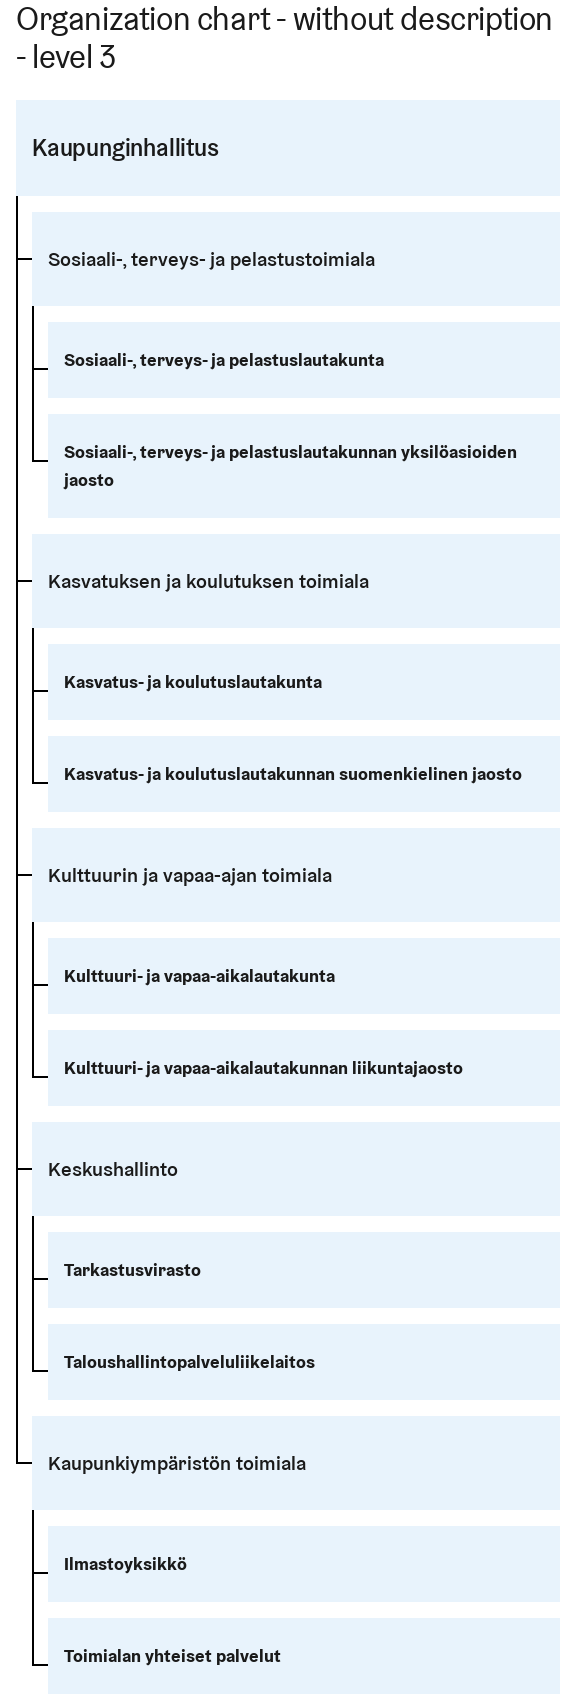 Organization chart - without description
- level 3
Kaupunginhallitus
Sosiaali-, terveys- ja pelastustoimiala
Sosiaali-, terveys- ja pelastuslautakunta
Sosiaali-, terveys- ja pelastuslautakunnan yksilöasioiden
jaosto
Kasvatuksen ja koulutuksen toimiala
Kasvatus- ja koulutuslautakunta
Kasvatus- ja koulutuslautakunnan suomenkielinen jaosto
Kulttuurin ja vapaa-ajan toimiala
Kulttuuri- ja vapaa-aikalautakunta
Kulttuuri- ja vapaa-aikalautakunnan liikuntajaosto
Keskushallinto
Tarkastusvirasto
Taloushallintopalveluliikelaitos
Kaupunkiympäristön toimiala
Ilmastoyksikkö
Toimialan yhteiset palvelut